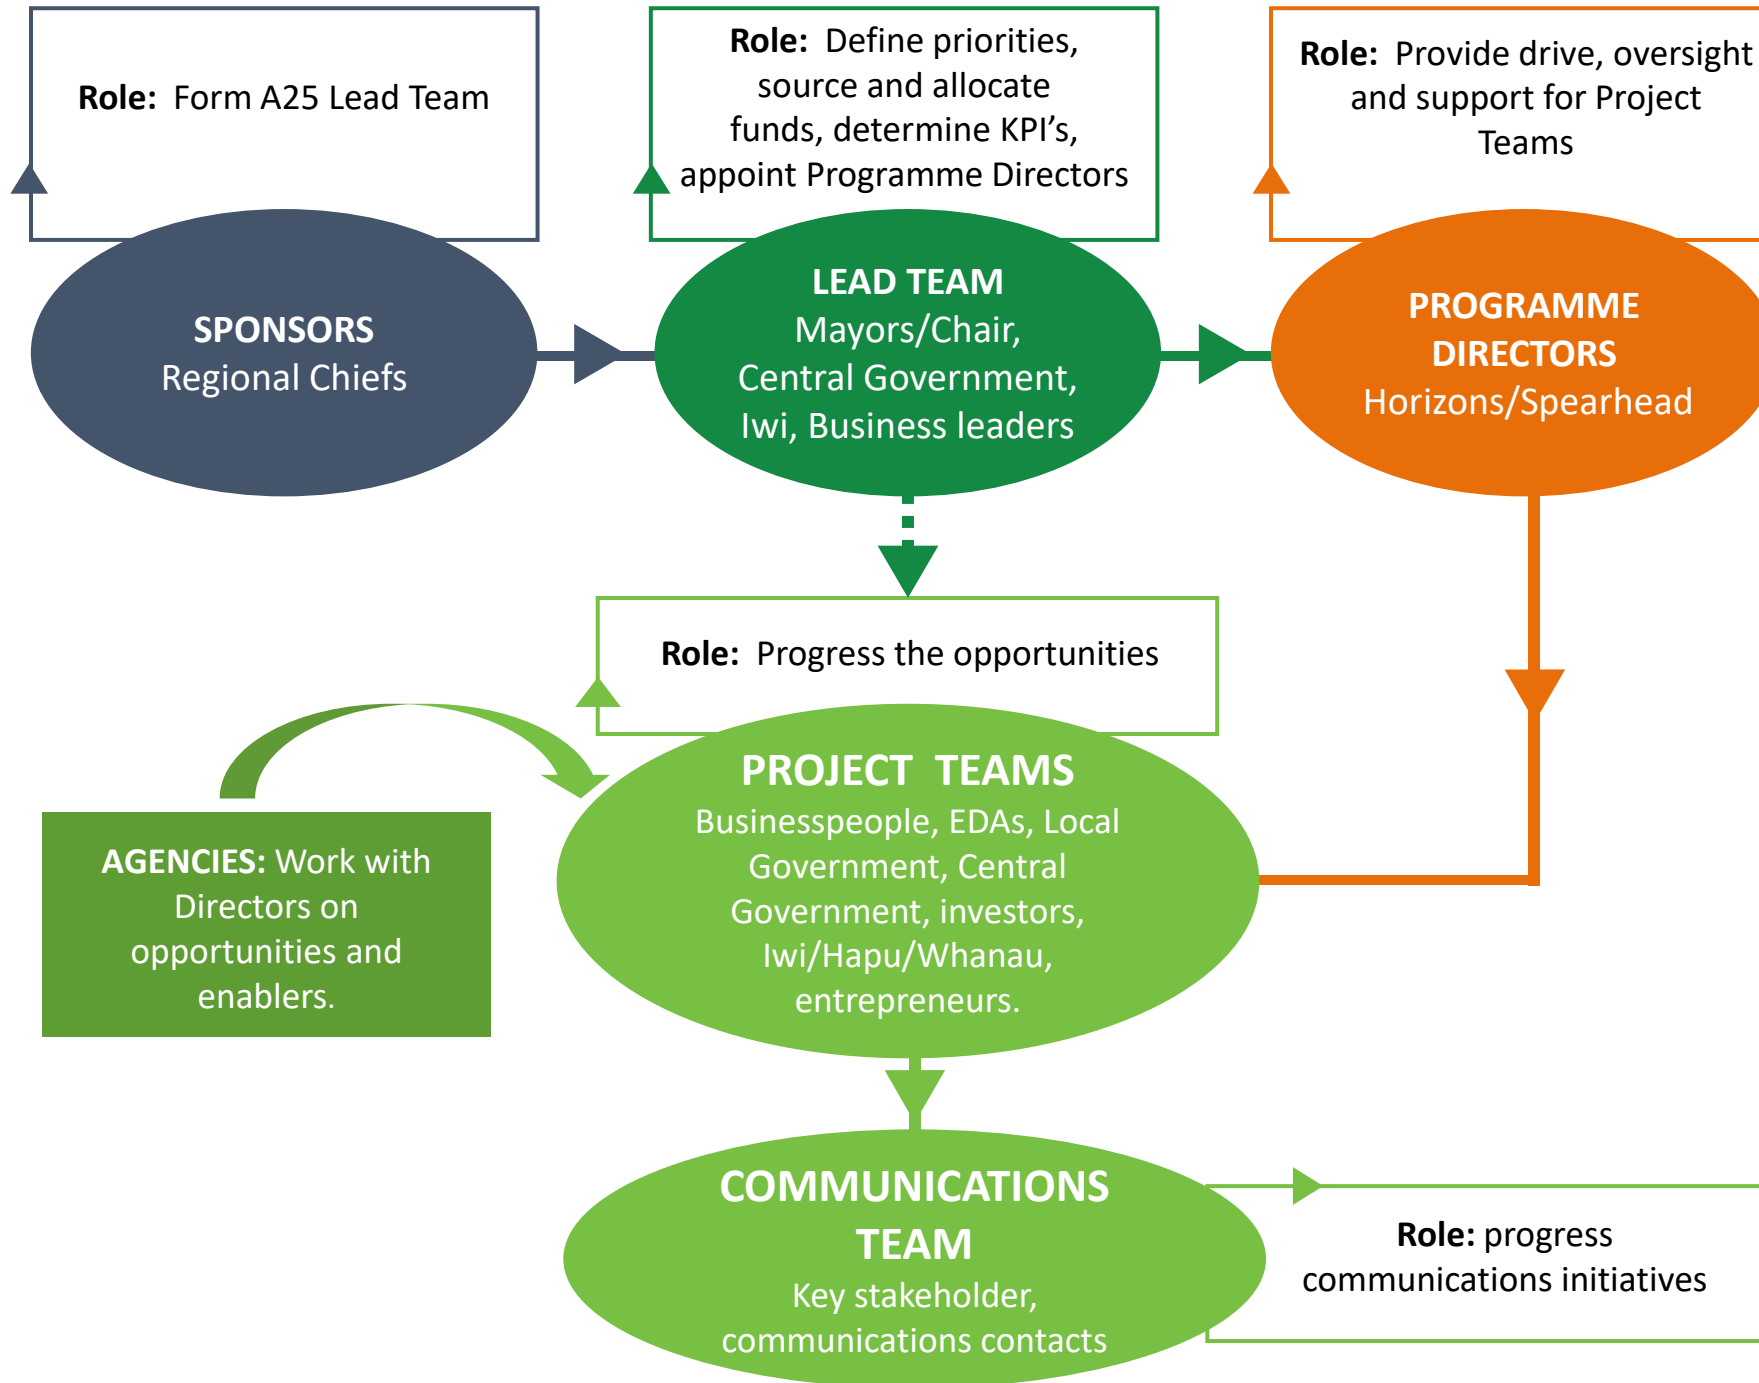 Role: Form A25 Lead Team
Role: Define priorities,
source and allocate
funds, determine KPI's,
appoint Programme Directors
Role: Provide drive, oversight
and support for Project
Teams
SPONSORS
Regional Chiefs
LEAD TEAM
Mayors/Chair,
Central Government,
Iwi, Business leaders
PROGRAMME
DIRECTORS
Horizons/Spearhead
Role: Progress the opportunities
AGENCIES: Work with
Directors on
opportunities and
enablers.
PROJECT TEAMS
Businesspeople, EDAs, Local
Government, Central
Government, investors,
Iwi/Hapu/Whanau,
entrepreneurs.
COMMUNICATIONS
TEAM
Key stakeholder,
communications contacts
Role: progress
communications initiatives